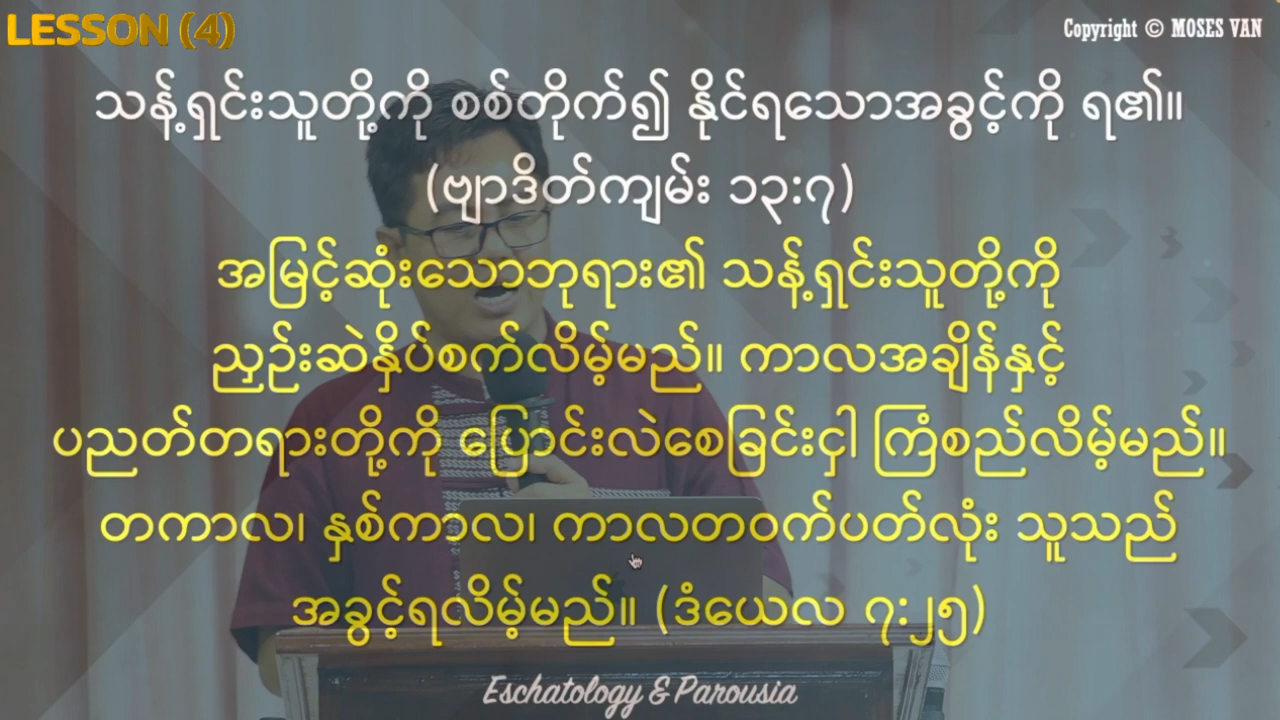 LESSON (4)
Copyright © MOSES VAN
သန့်ရှင်းသူတို့ကို စစ်တိုက်၍ နိုင်ရသောအခွင့်ကို ရ၏။
(ဗျာဒိတ်ကျမ်း ၁၃:၇)
အမြင့်ဆုံးသောဘုရား၏ သန့်ရှင်းသူတို့ကို
ညှဉ်းဆဲနှိပ်စက်လိမ့်မည်။ ကာလအချိန်နှင့်
ပညတ်တရားတို့ကို ပြောင်းလဲစေခြင်းငှါ ကြံစည်လိမ့်မည်။
တကာလ၊ နှစ်ကာလ၊ ကာလတဝက်ပတ်လုံး သူသည်
အခွင့်ရလိမ့်မည်။ (ဒံယေလ ၇:၂၅)
Eschatology & Parousia